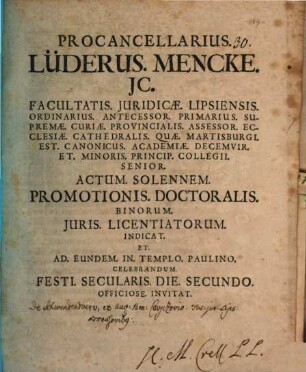 PROCANCELLARIUS. 30.
LÜDERUS. MENCKE.
JC.
FACULTATIS. JURIDICÆ. LIPSIENSIS.
ORDINARIUS. ANTECESSOR. PRIMARIUS. SU-
PREMÆ. CURIÆ. PROVINCIALIS. ASSESSOR. EC-
CLESIÆ. CATHEDRALIS. QUÆ. MARTISBURGI.
EST. CANONICUS. ACADEMIÆ. DECEMVIR.
ET. MINORIS. PRINCIP. COLLEGII.
SENIOR.
ACTUM. SOLENNEM.
PROMOTIONIS. DOCTORALIS.
BINORUM.
JURIS. LICENTIATORUM.
INDICAT.
ET.
AD. EUNDEM. IN. TEMPLO. PAULINO.
CELEBRANDUM
FESTI. SECULARIS. DIE. SECUNDO.
OFFICIOSE. INVITAT.